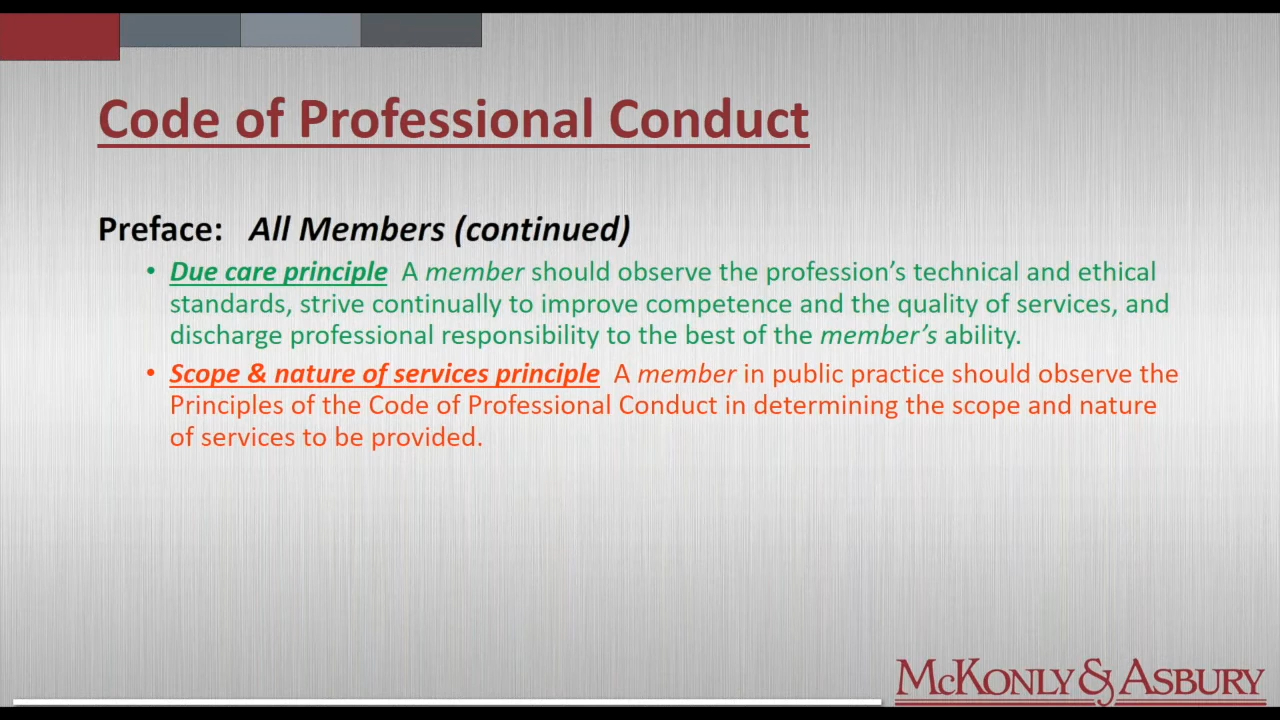 Code of Professional Conduct
Preface: All Members (continued)
• Due care principle A member should observe the profession’s technical and ethical
standards, strive continually to improve competence and the quality of services, and
discharge professional responsibility to the best of the member’s ability.
• Scope & nature of services principle A member in public practice should observe the
Principles of the Code of Professional Conduct in determining the scope and nature
of services to be provided.
McKonly & Asbury